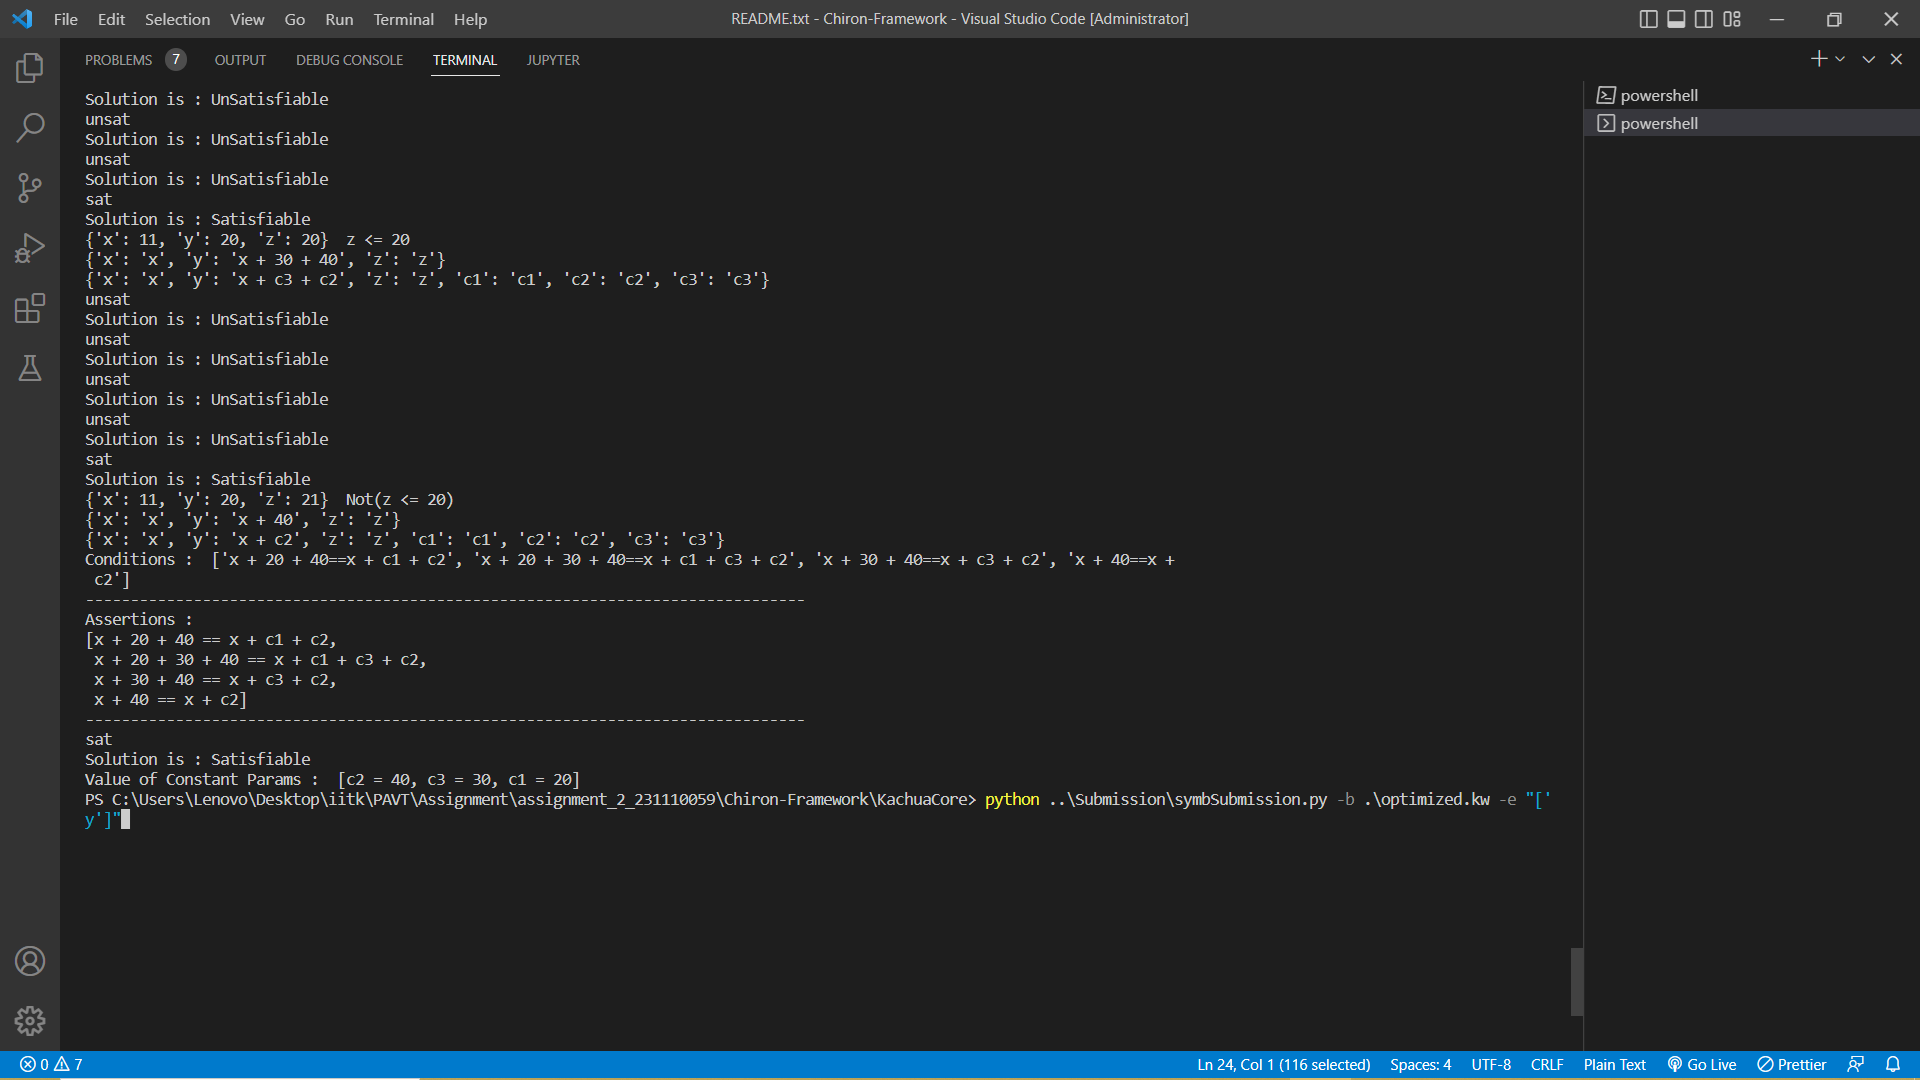 File Edit Selection View Go Run Terminal Help README.txt - Chiron-Framework - Visual Studio Code [Administrator]
PROBLEMS 7 OUTPUT DEBUG CONSOLE TERMINAL JUPYTER
Solution is : UnSatisfiable
unsat
Solution is : UnSatisfiable
unsat
Solution is : UnSatisfiable
sat
Solution is : Satisfiable
{'x': 11, 'y': 20, 'z': 20}  z <= 20
{'x': 'x', 'y': 'x + 30 + 40', 'z': 'z'}
{'x': 'x', 'y': 'x + c3 + c2', 'z': 'z', 'c1': 'c1', 'c2': 'c2', 'c3': 'c3'}
unsat
Solution is : UnSatisfiable
unsat
Solution is : UnSatisfiable
unsat
Solution is : UnSatisfiable
unsat
Solution is : UnSatisfiable
sat
Solution is : Satisfiable
{'x': 11, 'y': 20, 'z': 21}  Not(z <= 20)
{'x': 'x', 'y': 'x + 40', 'z': 'z'}
{'x': 'x', 'y': 'x + c2', 'z': 'z', 'c1': 'c1', 'c2': 'c2', 'c3': 'c3'}
Conditions :  ['x + 20 + 40==x + c1 + c2', 'x + 20 + 30 + 40==x + c1 + c3 + c2', 'x + 30 + 40==x + c3 + c2', 'x + 40==x +
 c2']
--------------------------------------------------------------------------------
Assertions :
[x + 20 + 40 == x + c1 + c2,
 x + 20 + 30 + 40 == x + c1 + c3 + c2,
 x + 30 + 40 == x + c3 + c2,
 x + 40 == x + c2]
--------------------------------------------------------------------------------
sat
Solution is : Satisfiable
Value of Constant Params :  [c2 = 40, c3 = 30, c1 = 20]
PS C:\Users\Lenovo\Desktop\iitk\PAVT\Assignment\assignment_2_231110059\Chiron-Framework\KachuaCore> python ..\Submission\symbSubmission.py -b .\optimized.kw -e "['
y']"
powershell
powershell
0 7 Ln 24, Col 1 (116 selected) Spaces: 4 UTF-8 CRLF Plain Text Go Live Prettier